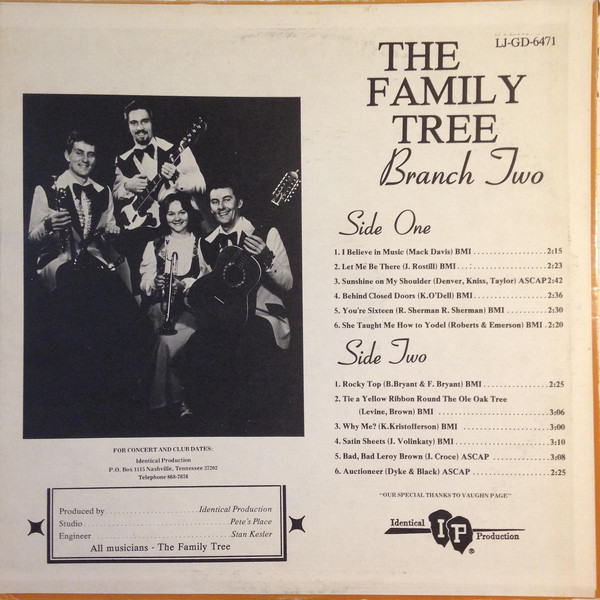 LJ-GD-6471
THE
FAMILY
TREE
Branch Two
Side One
1. I Believe in Music (Mack Davis) BMI 2:15
2. Let Me Be There (J. Rostill) BMI 2:23
3. Sunshine on My Shoulder (Denver, Kniss, Taylor) ASCAP 2:42
4. Behind Closed Doors (K.O'Dell) BMI 2:36
5. You're Sixteen (R. Sherman R. Sherman) BMI 2:30
6. She Taught Me How to Yodel (Roberts & Emerson) BMI 2:20
Side Two
1. Rocky Top (B.Bryant & F. Bryant) BMI 2:25
2. Tie a Yellow Ribbon Round The Ole Oak Tree
(Levine, Brown) BMI 3:06
3. Why Me? (K.Kristofferson) BMI 3:00
4. Satin Sheets (J. Volinkaty) BMI 3:10
5. Bad, Bad Leroy Brown (J. Croce) ASCAP 3:08
6. Auctioneer (Dyke & Black) ASCAP 2:25
"OUR SPECIAL THANKS TO VAUGHN PAGE"
Identical IP Production
®
FOR CONCERT AND CLUB DATES:
Identical Production
P.O. Box 1115 Nashville, Tennessee 37202
Telephone 868-7878
Produced by Identical Production
Studio Pete's Place
Engineer Stan Kesler
All musicians - The Family Tree